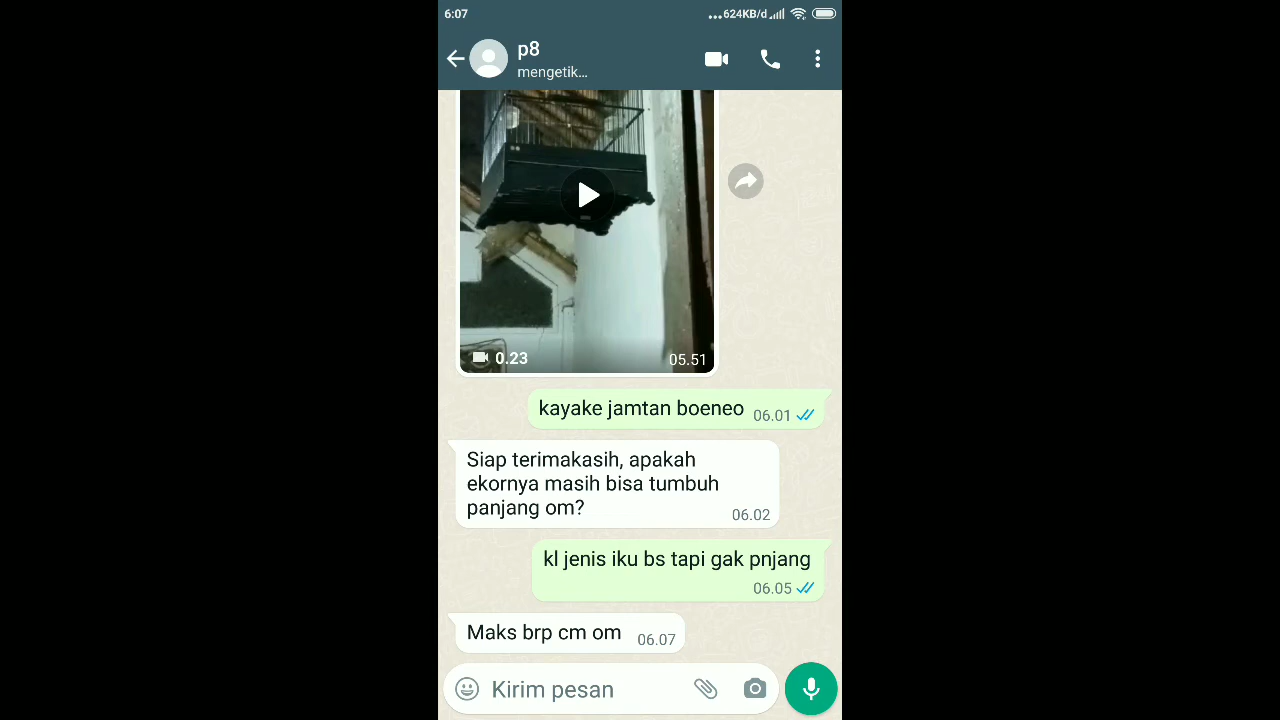 6:07
...624KB/d
p8
mengetik...
0.23
05.51
kayake jamtan boeneo
06.01
Siap terimakasih, apakah
ekornya masih bisa tumbuh
panjang om?
06.02
kl jenis iku bs tapi gak pnjang
06.05
Maks brp cm om
06.07
Kirim pesan